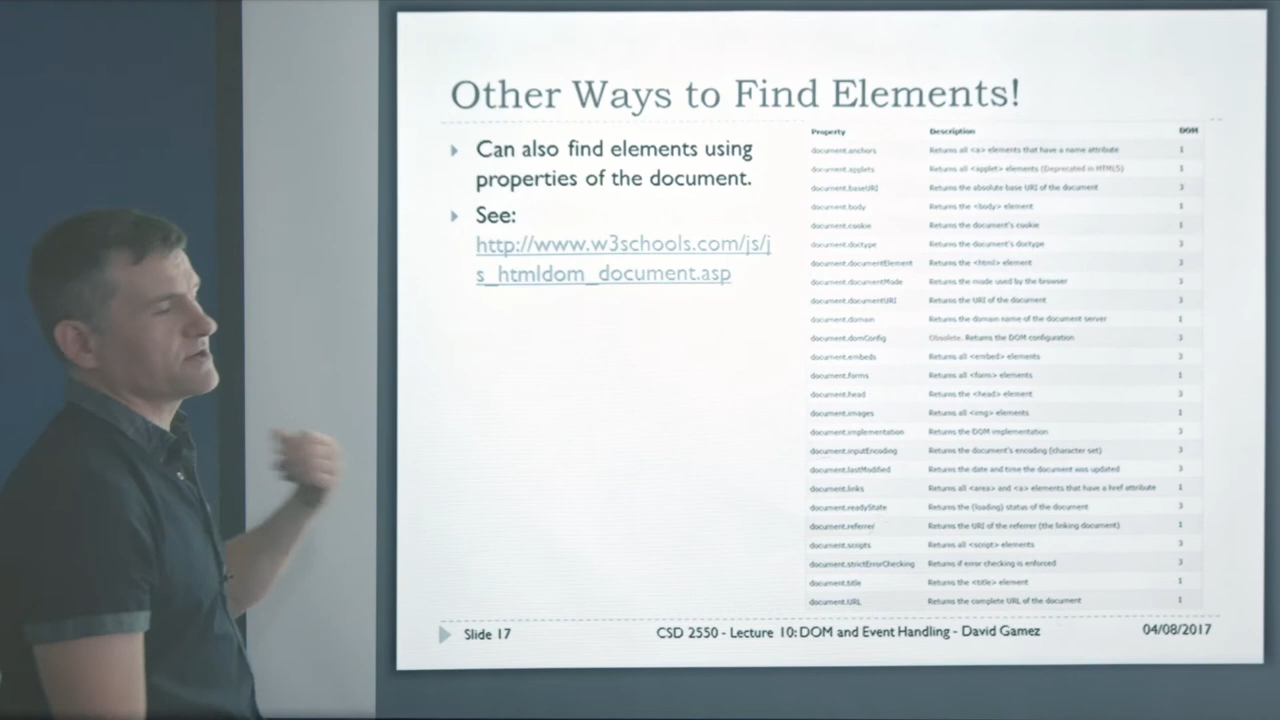 Other Ways to Find Elements!
Can also find elements using
properties of the document.
See:
http://www.w3schools.com/js/j
s_htmldom_document.asp
Property Description DOM
document.anchors Returns all <a> elements that have a name attribute 1
document.applets Returns all <applet> elements (Deprecated in HTML5) 1
document.baseURI Returns the absolute base URI of the document 3
document.body Returns the <body> element 1
document.cookie Returns the document's cookie 1
document.doctype Returns the document's doctype 3
document.documentElement Returns the <html> element 3
document.documentMode Returns the mode used by the browser 3
document.documentURI Returns the URI of the document 3
document.domain Returns the domain name of the document server 1
document.domConfig Obsolete. Returns the DOM configuration 3
document.embeds Returns all <embed> elements 3
document.forms Returns all <form> elements 1
document.head Returns the <head> element 3
document.images Returns all <img> elements 1
document.implementation Returns the DOM implementation 3
document.inputEncoding Returns the document's encoding (character set) 3
document.lastModified Returns the date and time the document was updated 3
document.links Returns all <area> and <a> elements that have a href attribute 1
document.readyState Returns the (loading) status of the document 3
document.referrer Returns the URI of the referrer (the linking document) 1
document.scripts Returns all <script> elements 3
document.strictErrorChecking Returns if error checking is enforced 3
document.title Returns the <title> element 1
document.URL Returns the complete URL of the document 1
Slide 17 CSD 2550 - Lecture 10: DOM and Event Handling - David Gamez 04/08/2017